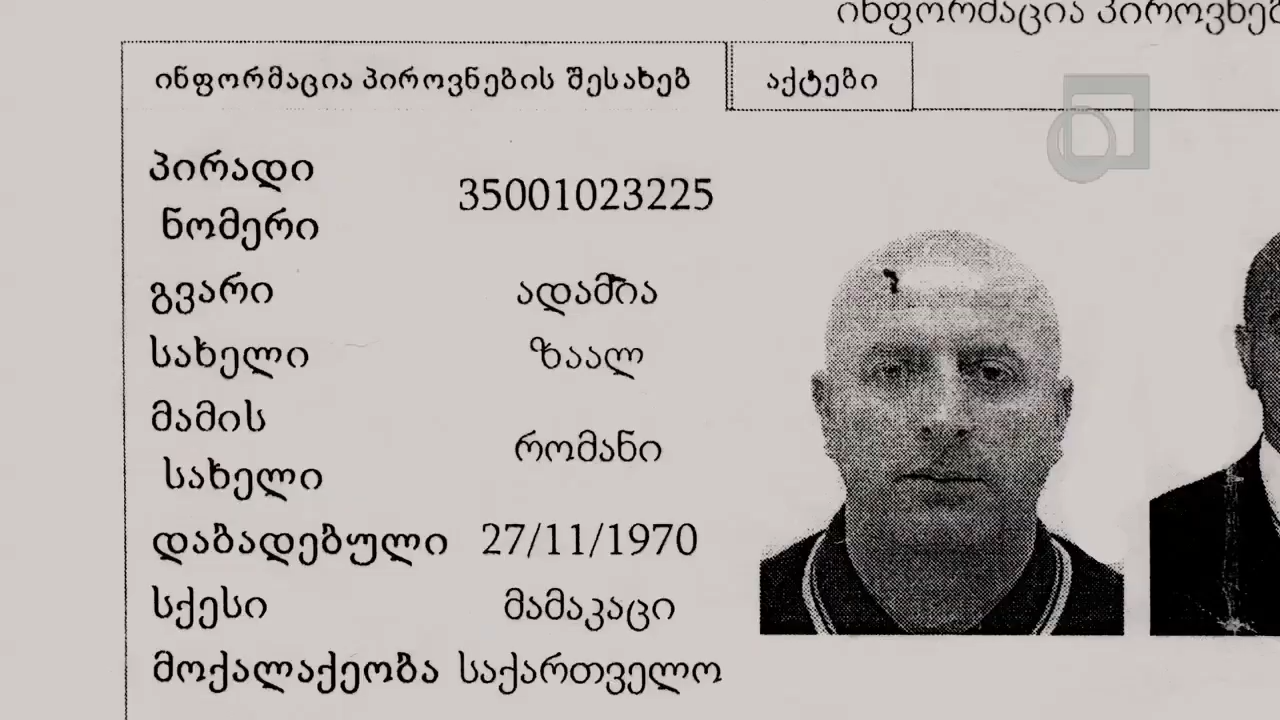 ინფორმაცია პიროვნებ
ინფორმაცია პიროვნების შესახებ აქტები
პირადი ნომერი 35001023225
გვარი ადამია
სახელი ზაალ
მამის სახელი რომანი
დაბადებული 27/11/1970
სქესი მამაკაცი
მოქალაქეობა საქართველო